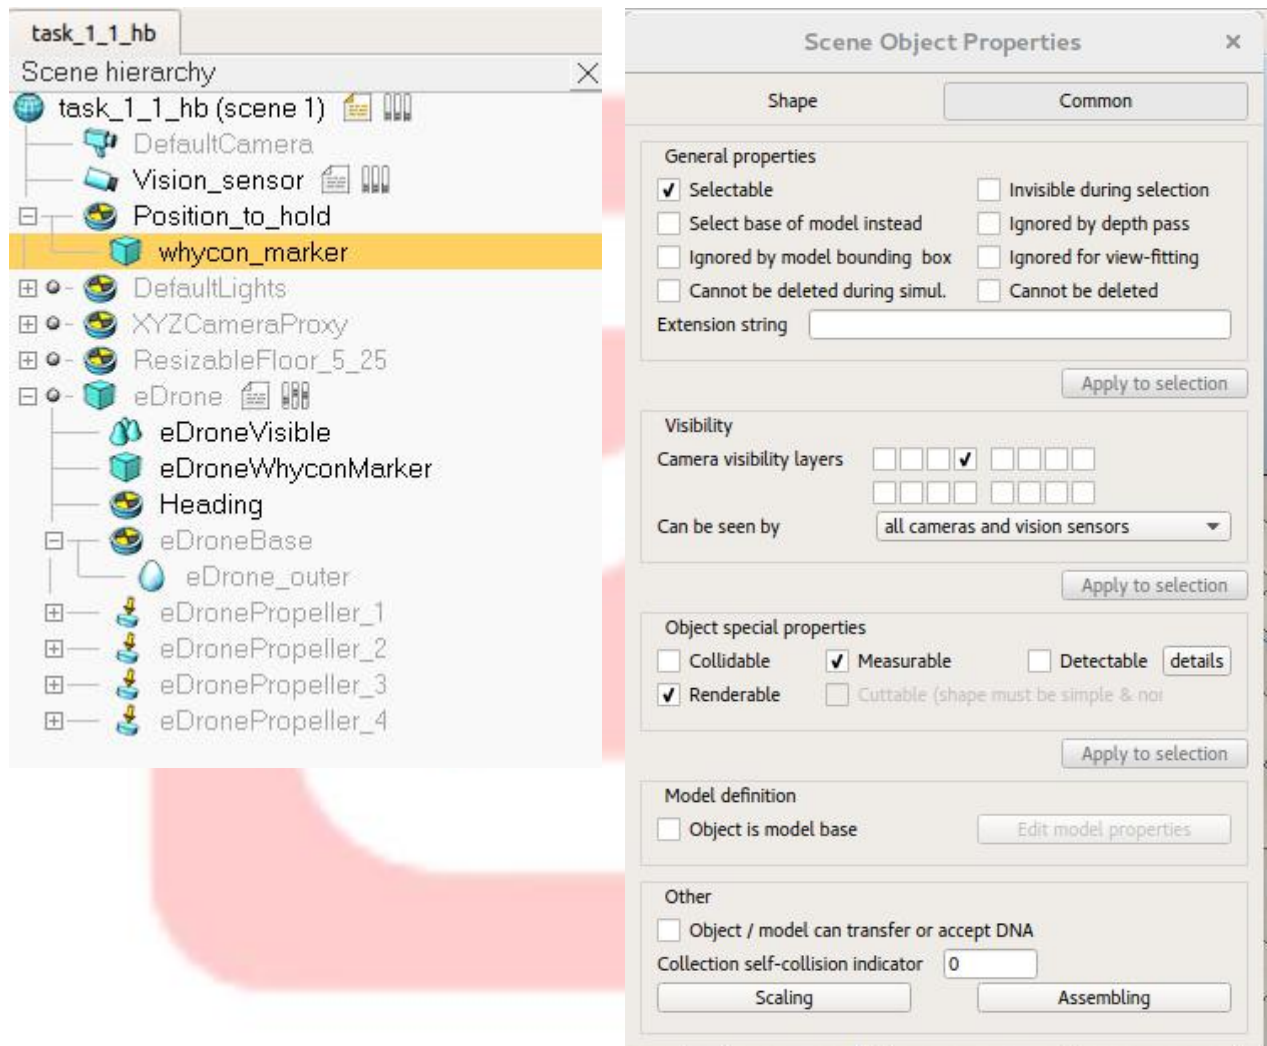 task_1_1_hb
Scene hierarchy
task_1_1_hb (scene 1)
DefaultCamera
Vision_sensor
Position_to_hold
whycon_marker
DefaultLights
XYZCameraProxy
ResizableFloor_5_25
eDrone
eDroneVisible
eDroneWhyconMarker
Heading
eDroneBase
eDrone_outer
eDronePropeller_1
eDronePropeller_2
eDronePropeller_3
eDronePropeller_4
Scene Object Properties
Shape Common
General properties
Selectable Invisible during selection
Select base of model instead Ignored by depth pass
Ignored by model bounding box Ignored for view-fitting
Cannot be deleted during simul. Cannot be deleted
Extension string
Apply to selection
Visibility
Camera visibility layers
Can be seen by all cameras and vision sensors
Apply to selection
Object special properties
Collidable Measurable Detectable details
Renderable Cuttable (shape must be simple & nor
Apply to selection
Model definition
Object is model base Edit model properties
Other
Object / model can transfer or accept DNA
Collection self-collision indicator 0
Scaling Assembling